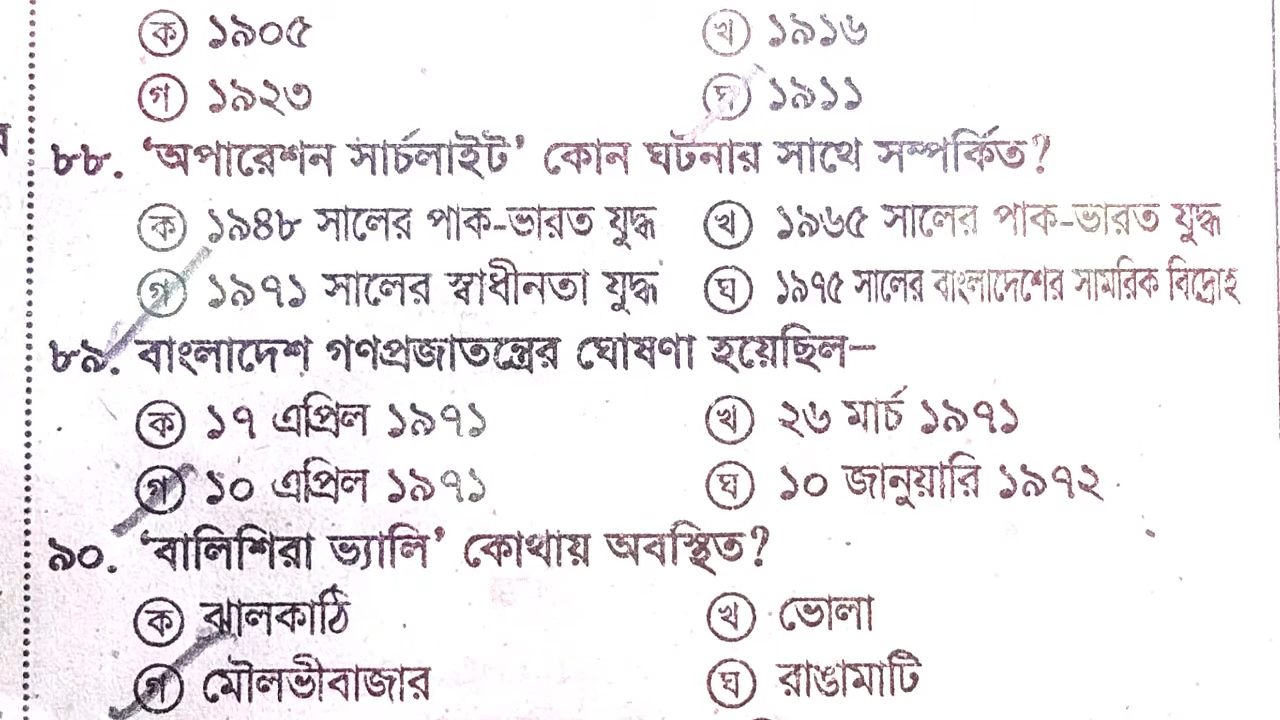 ক ১৯০৫ খ ১৯১৬
গ ১৯২৩ ঘ ১৯১১
৮৮. ‘অপারেশন সার্চলাইট’ কোন ঘটনার সাথে সম্পর্কিত?
ক ১৯৪৮ সালের পাক-ভারত যুদ্ধ খ ১৯৬৫ সালের পাক-ভারত যুদ্ধ
গ ১৯৭১ সালের স্বাধীনতা যুদ্ধ ঘ ১৯৭৫ সালের বাংলাদেশের সামরিক বিদ্রোহ
৮৯. বাংলাদেশ গণপ্রজাতন্ত্রের ঘোষণা হয়েছিল–
ক ১৭ এপ্রিল ১৯৭১ খ ২৬ মার্চ ১৯৭১
গ ১০ এপ্রিল ১৯৭১ ঘ ১০ জানুয়ারি ১৯৭২
৯০. ‘বালিশিরা ভ্যালি’ কোথায় অবস্থিত?
ক ঝালকাঠি খ ভোলা
গ মৌলভীবাজার ঘ রাঙামাটি